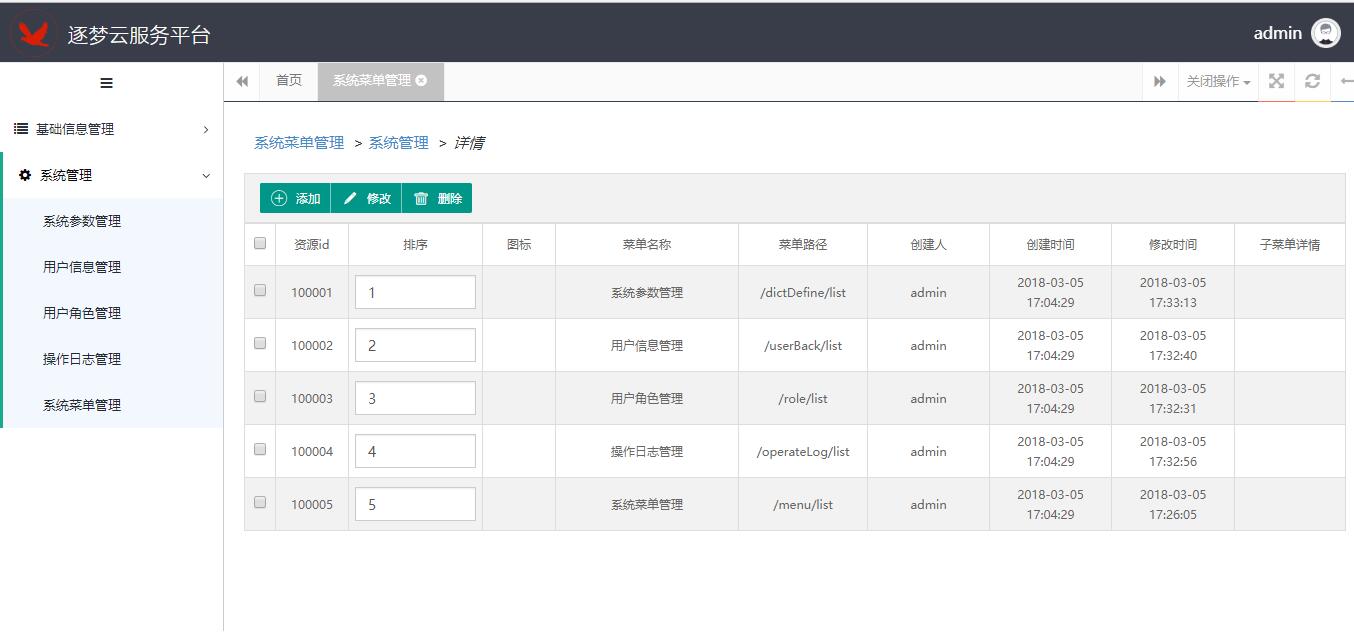 逐梦云服务平台
admin
首页
系统菜单管理
关闭操作
基础信息管理
系统管理
系统参数管理
用户信息管理
用户角色管理
操作日志管理
系统菜单管理
系统菜单管理 > 系统管理 > 详情
添加 修改 删除
资源id 排序 图标 菜单名称 菜单路径 创建人 创建时间 修改时间 子菜单详情
100001 1 系统参数管理 /dictDefine/list admin 2018-03-05 17:04:29 2018-03-05 17:33:13
100002 2 用户信息管理 /userBack/list admin 2018-03-05 17:04:29 2018-03-05 17:32:40
100003 3 用户角色管理 /role/list admin 2018-03-05 17:04:29 2018-03-05 17:32:31
100004 4 操作日志管理 /operateLog/list admin 2018-03-05 17:04:29 2018-03-05 17:32:56
100005 5 系统菜单管理 /menu/list admin 2018-03-05 17:04:29 2018-03-05 17:26:05